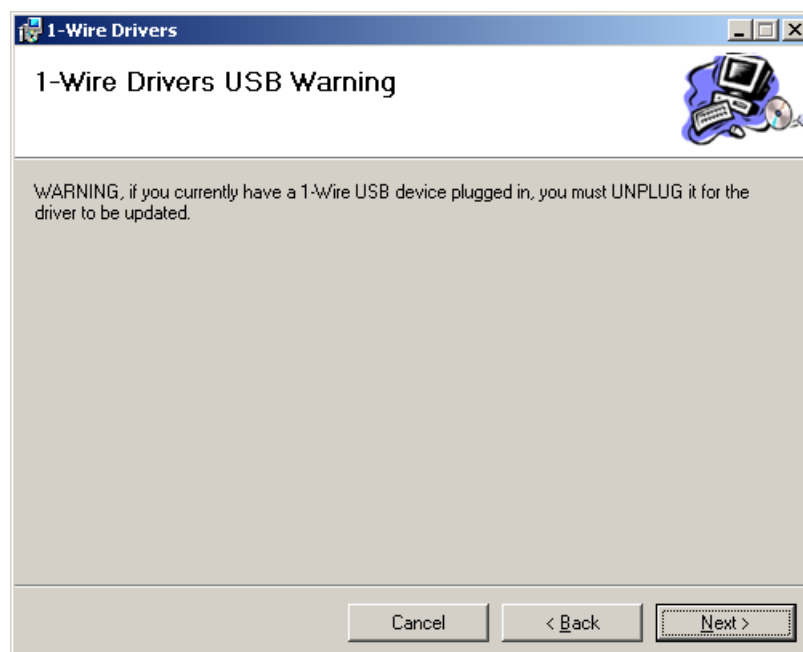 1-Wire Drivers
1-Wire Drivers USB Warning
WARNING, if you currently have a 1-Wire USB device plugged in, you must UNPLUG it for the
driver to be updated.
Cancel
< Back
Next >